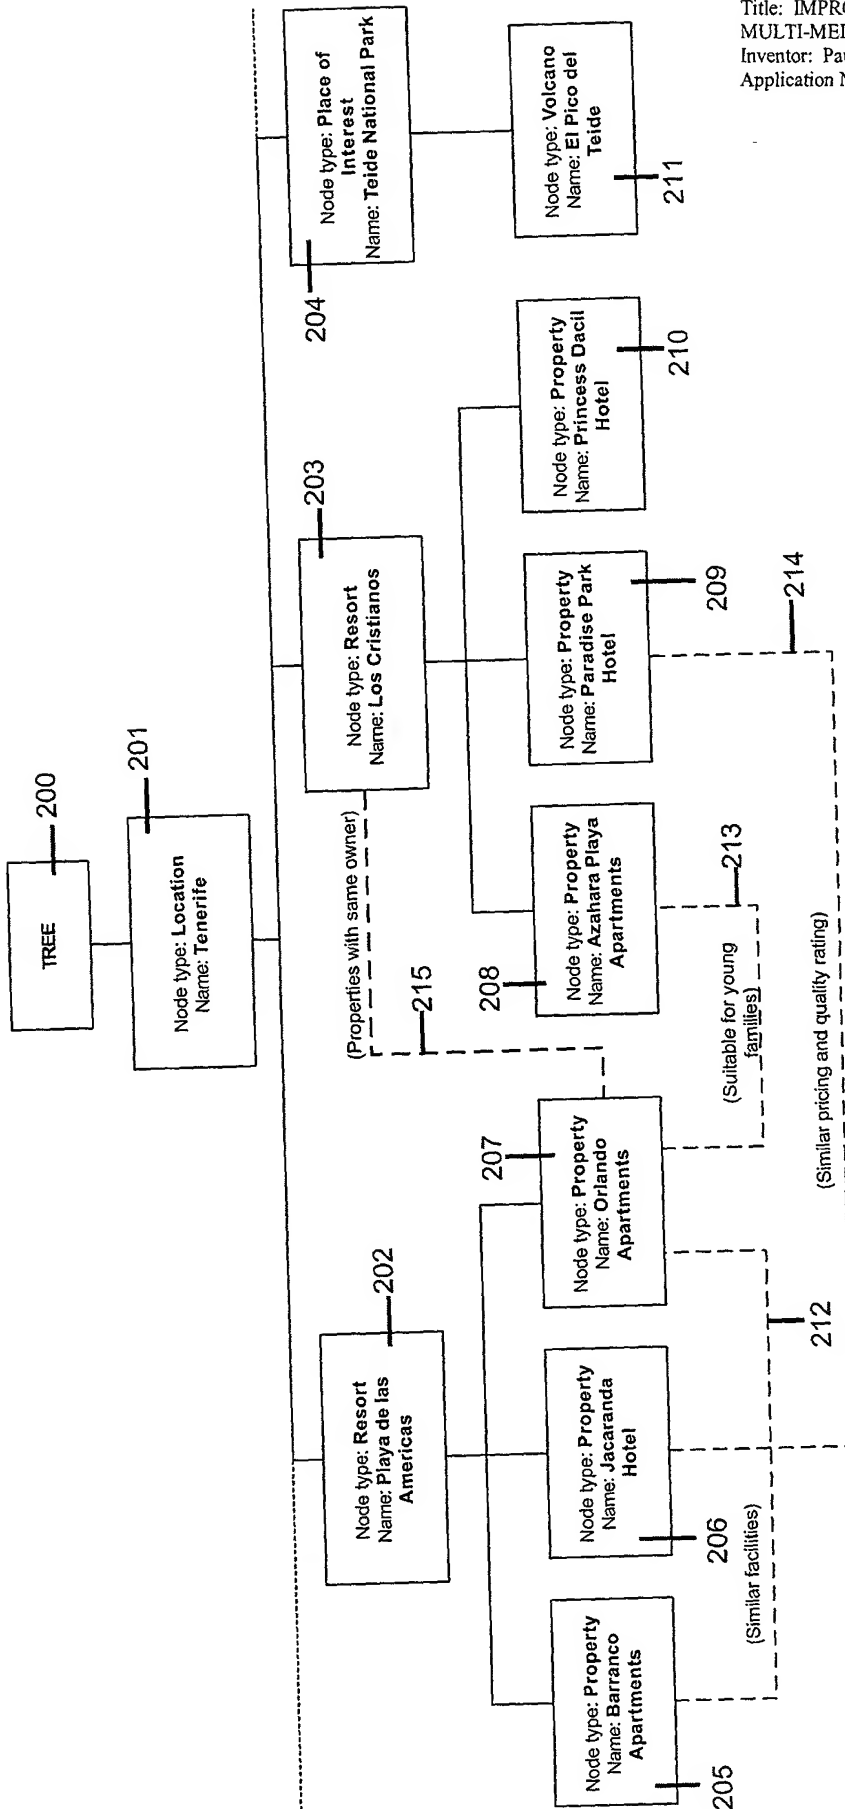 Title: IMPR
MULTI-MED
Inventor: Pau
Application N
TREE
200
Node type: Location
Name: Tenerife
201
Node type: Resort
Name: Playa de las
Americas
202
Node type: Resort
Name: Los Cristianos
203
Node type: Place of
Interest
Name: Teide National Park
204
(Properties with same owner)
215
Node type: Property
Name: Barranco
Apartments
205
Node type: Property
Name: Jacaranda
Hotel
206
Node type: Property
Name: Orlando
Apartments
207
Node type: Property
Name: Azahara Playa
Apartments
208
Node type: Property
Name: Paradise Park
Hotel
209
Node type: Property
Name: Princess Dacil
Hotel
210
Node type: Volcano
Name: El Pico del
Teide
211
(Similar facilities)
212
(Suitable for young
families)
213
(Similar pricing and quality rating)
214